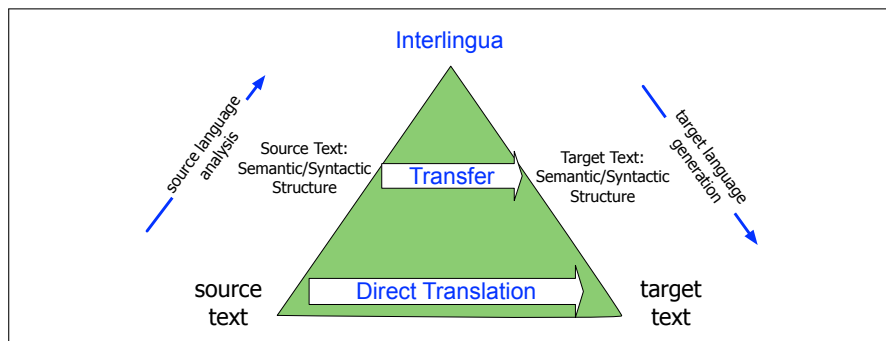 Interlingua
source language
analysis
Source Text:
Semantic/Syntactic
Structure
Transfer
Target Text:
Semantic/Syntactic
Structure
target language
generation
source
text
Direct Translation
target
text